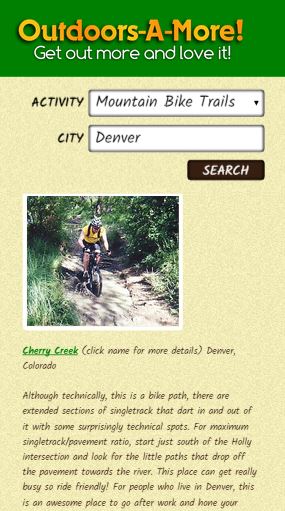 Outdoors-A-More!
Get out more and love it!
ACTIVITY Mountain Bike Trails
CITY Denver
SEARCH
Cherry Creek (click name for more details) Denver,
Colorado
Although technically, this is a bike path, there are
extended sections of singletrack that dart in and out of
it with some surprisingly technical spots. For maximum
singletrack/pavement ratio, start just south of the Holly
intersection and look for the little paths that drop off
the pavement towards the river. This place can get really
busy so ride friendly! For people who live in Denver, this
is an awesome place to go after work and hone your